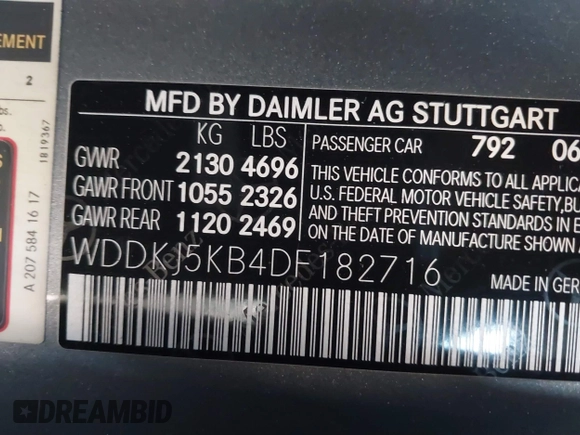 EMENT
2
1819367
A 207 584 16 17
MFD BY DAIMLER AG STUTTGART
KG LBS
PASSENGER CAR 792 06
GWR 2130 4696
GAWR FRONT 1055 2326
GAWR REAR 1120 2469
THIS VEHICLE CONFORMS TO ALL APPLICA
U.S. FEDERAL MOTOR VEHICLE SAFETY, BU
AND THEFT PREVENTION STANDARDS IN E
ON THE DATE OF MANUFACTURE SHOWN A
WDDKJ5KB4DF182716
MADE IN GER
DREAMBID